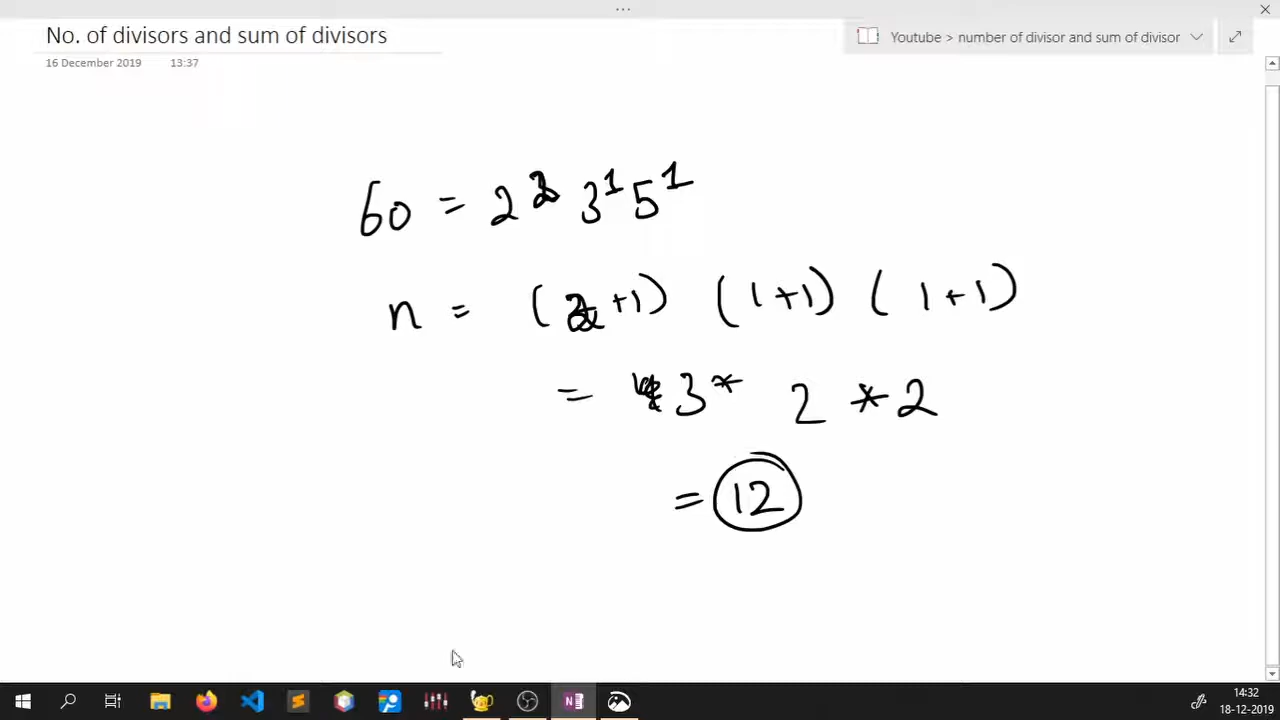 No. of divisors and sum of divisors
Youtube > number of divisor and sum of divisor
16 December 2019 13:37
60 = 2² 3¹ 5¹
n = (2+1) (1+1) (1+1)
= 3* 2 * 2
= 12
14:32
18-12-2019